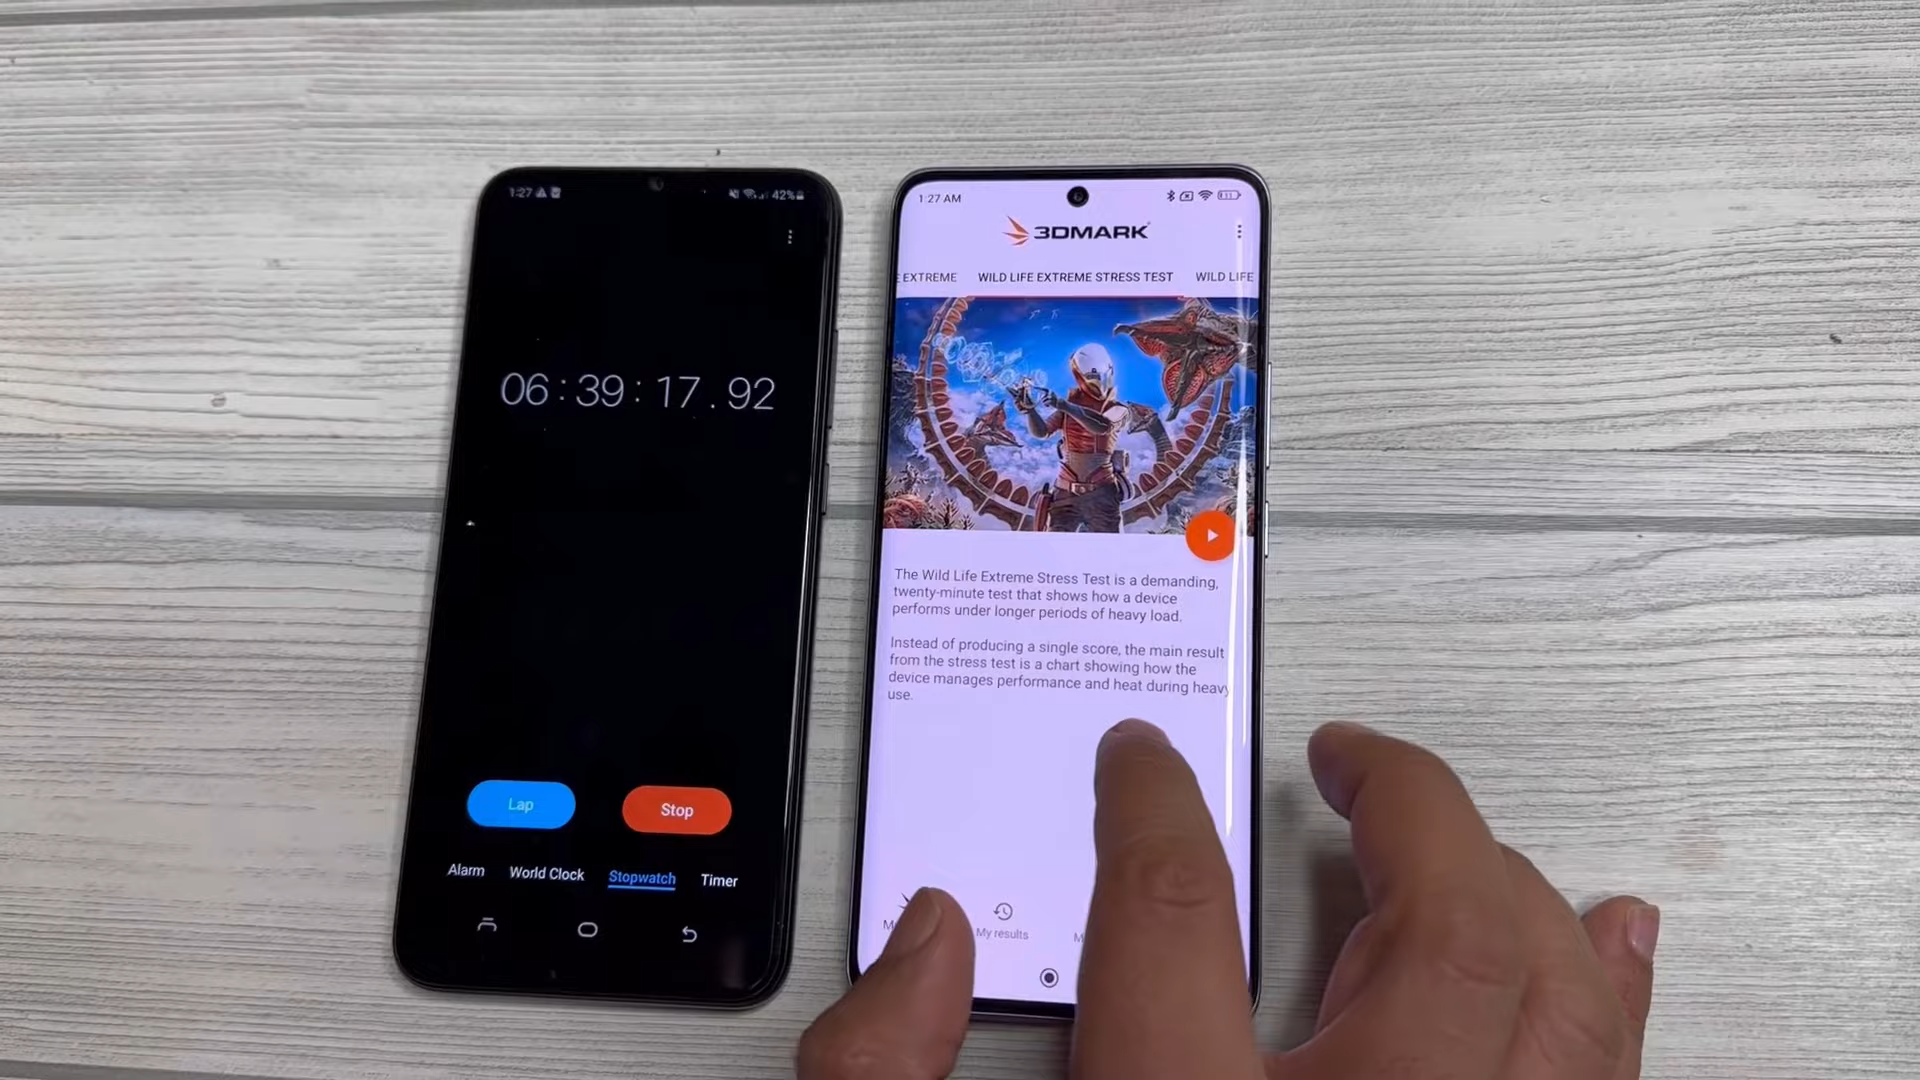 1:27
42%
06:39:17.92
Lap
Stop
Alarm
World Clock
Stopwatch
Timer
1:27 AM
3DMARK
EXTREME
WILD LIFE EXTREME STRESS TEST
WILD LIFE
The Wild Life Extreme Stress Test is a demanding,
twenty-minute test that shows how a device
performs under longer periods of heavy load.
Instead of producing a single score, the main result
from the stress test is a chart showing how the
device manages performance and heat during heavy
use.
My results